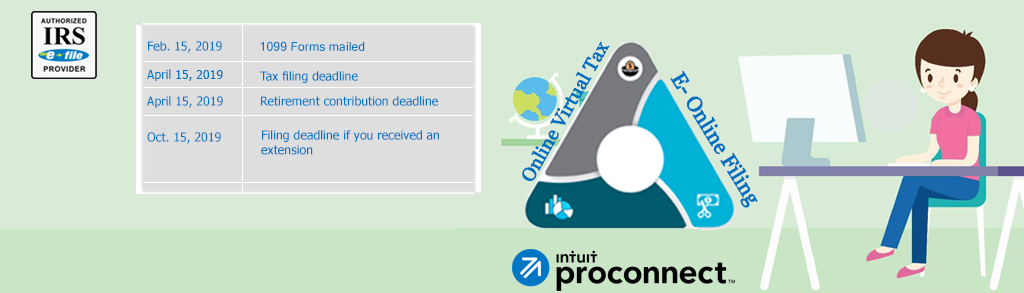 AUTHORIZED
IRS
e-file
PROVIDER
Feb. 15, 2019 1099 Forms mailed
April 15, 2019 Tax filing deadline
April 15, 2019 Retirement contribution deadline
Oct. 15, 2019 Filing deadline if you received an
extension
Online Virtual Tax
E- Online Filing
intuit
proconnect™